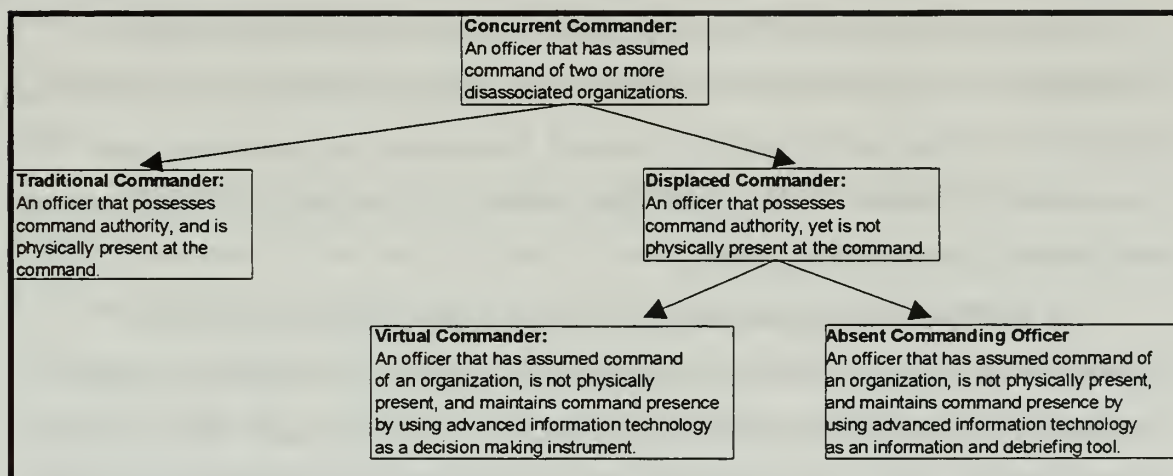 Concurrent Commander:
An officer that has assumed
command of two or more
disassociated organizations.
Traditional Commander:
An officer that possesses
command authority, and is
physically present at the
command.
Displaced Commander:
An officer that possesses
command authority, yet is not
physically present at the command.
Virtual Commander:
An officer that has assumed command
of an organization, is not physically
present, and maintains command presence
by using advanced information technology
as a decision making instrument.
Absent Commanding Officer
An officer that has assumed command of
an organization, is not physically present,
and maintains command presence by
using advanced information technology
as an information and debriefing tool.